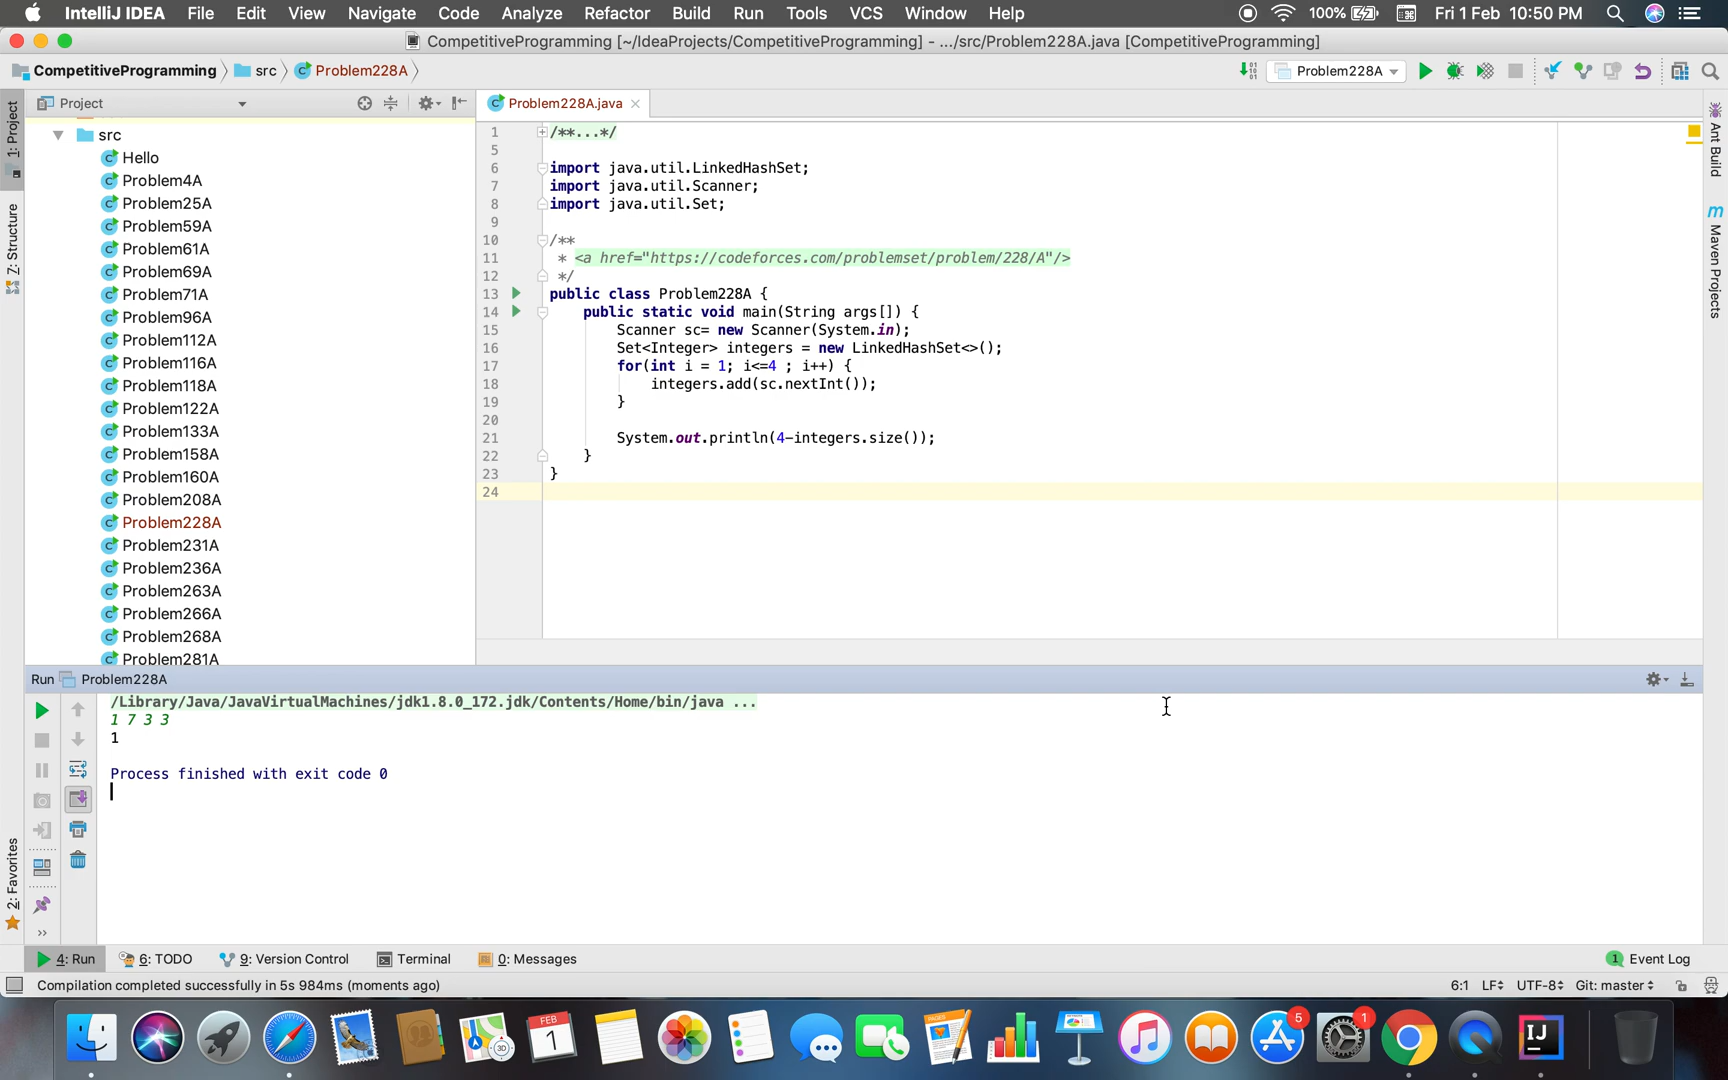 IntelliJ IDEA File Edit View Navigate Code Analyze Refactor Build Run Tools VCS Window Help 100% Fri 1 Feb 10:50 PM
CompetitiveProgramming [~/IdeaProjects/CompetitiveProgramming] - .../src/Problem228A.java [CompetitiveProgramming]
CompetitiveProgramming src Problem228A Problem228A
1: Project
Z: Structure
2: Favorites
Project
src
Hello
Problem4A
Problem25A
Problem59A
Problem61A
Problem69A
Problem71A
Problem96A
Problem112A
Problem116A
Problem118A
Problem122A
Problem133A
Problem158A
Problem160A
Problem208A
Problem228A
Problem231A
Problem236A
Problem263A
Problem266A
Problem268A
Problem281A
Problem228A.java
1 /**...*/
5
6 import java.util.LinkedHashSet;
7 import java.util.Scanner;
8 import java.util.Set;
9
10 /**
11 * <a href="https://codeforces.com/problemset/problem/228/A"/>
12 */
13 public class Problem228A {
14 public static void main(String args[]) {
15 Scanner sc= new Scanner(System.in);
16 Set<Integer> integers = new LinkedHashSet<>();
17 for(int i = 1; i<=4 ; i++) {
18 integers.add(sc.nextInt());
19 }
20
21 System.out.println(4-integers.size());
22 }
23 }
24
Ant Build
Maven Projects
Run Problem228A
/Library/Java/JavaVirtualMachines/jdk1.8.0_172.jdk/Contents/Home/bin/java ...
1 7 3 3
1
Process finished with exit code 0
4: Run 6: TODO 9: Version Control Terminal 0: Messages 1 Event Log
Compilation completed successfully in 5s 984ms (moments ago) 6:1 LF UTF-8 Git: master
FEB
1
3D
PAGES
5
1
IJ